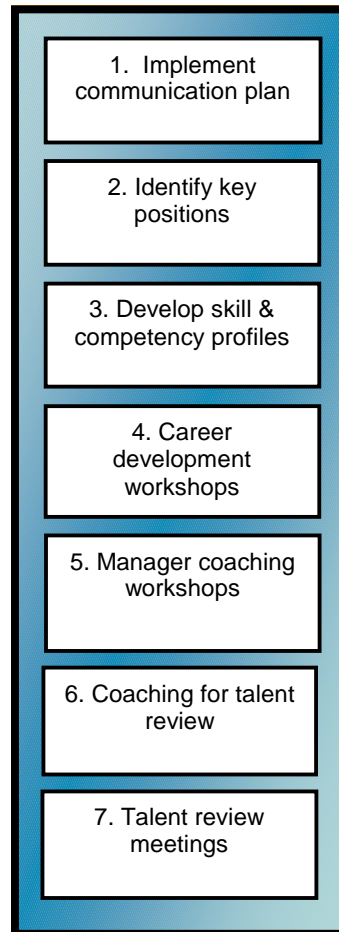 1. Implement
communication plan
2. Identify key
positions
3. Develop skill &
competency profiles
4. Career
development
workshops
5. Manager coaching
workshops
6. Coaching for talent
review
7. Talent review
meetings